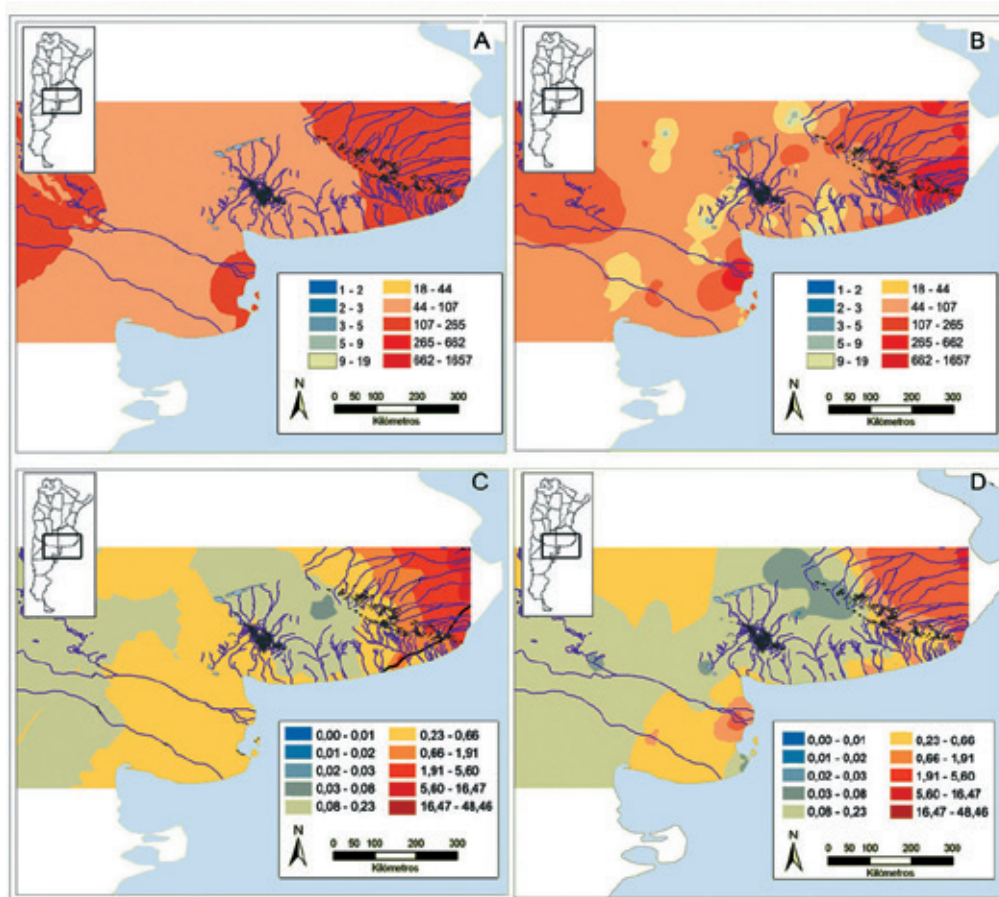 A
1 - 2
2 - 3
3 - 5
5 - 9
9 - 19
18 - 44
44 - 107
107 - 265
265 - 662
662 - 1657
N
0 50 100 200 300
Kilómetros
B
1 - 2
2 - 3
3 - 5
5 - 9
9 - 19
18 - 44
44 - 107
107 - 265
265 - 662
662 - 1657
N
0 50 100 200 300
Kilómetros
C
0,00 - 0,01
0,01 - 0,02
0,02 - 0,03
0,03 - 0,08
0,08 - 0,23
0,23 - 0,66
0,66 - 1,91
1,91 - 5,60
5,60 - 16,47
16,47 - 48,46
N
0 50 100 200 300
Kilómetros
D
0,00 - 0,01
0,01 - 0,02
0,02 - 0,03
0,03 - 0,08
0,08 - 0,23
0,23 - 0,66
0,66 - 1,91
1,91 - 5,60
5,60 - 16,47
16,47 - 48,46
N
0 50 100 200 300
Kilómetros